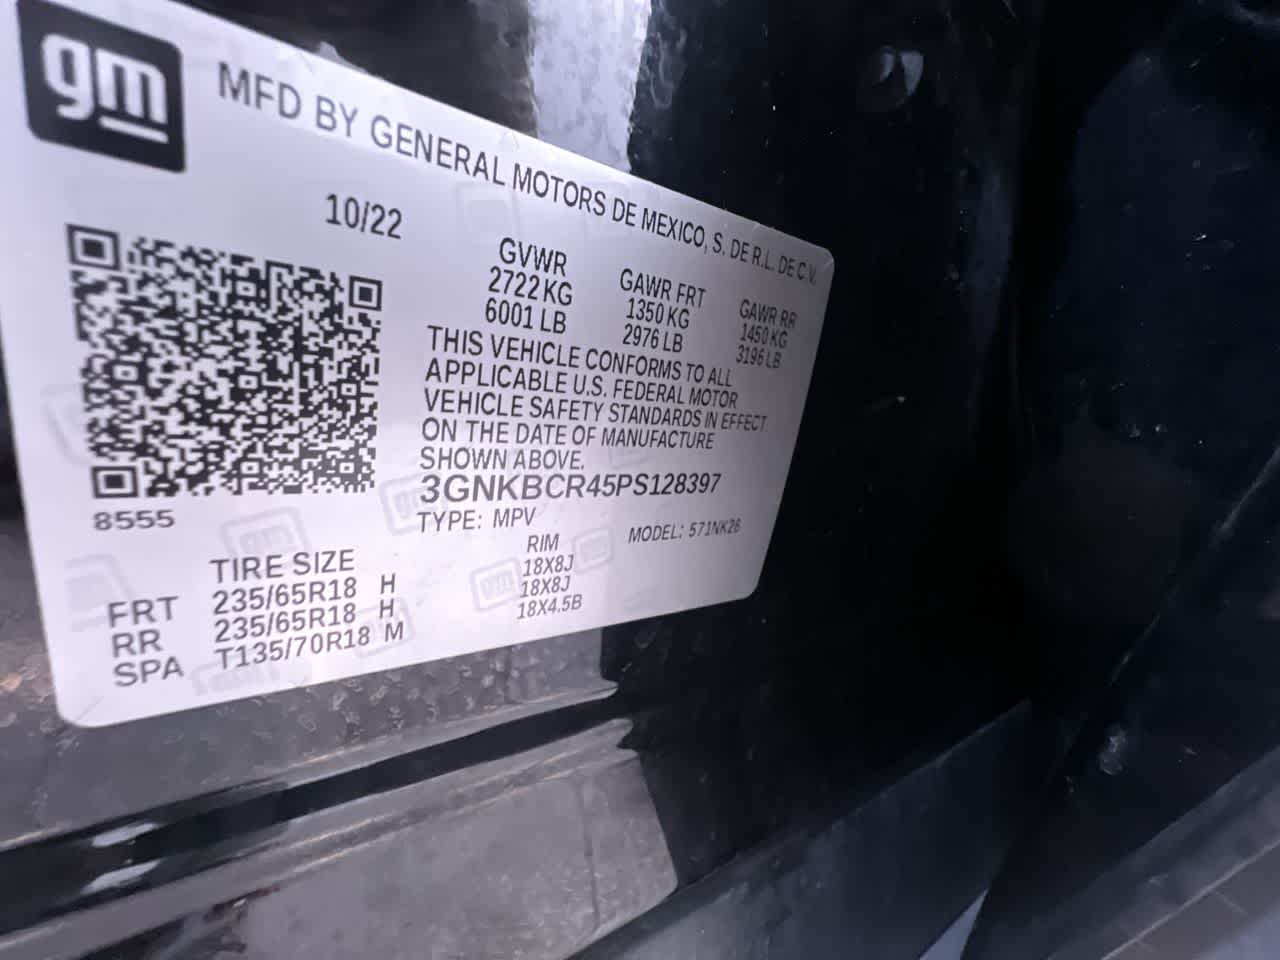 gm
MFD BY GENERAL MOTORS DE MEXICO, S. DE R.L. DE C.V.
10/22
GVWR GAWR FRT GAWR RR
2722 KG 1350 KG 1450 KG
6001 LB 2976 LB 3196 LB
THIS VEHICLE CONFORMS TO ALL
APPLICABLE U.S. FEDERAL MOTOR
VEHICLE SAFETY STANDARDS IN EFFECT
ON THE DATE OF MANUFACTURE
SHOWN ABOVE.
3GNKBCR45PS128397
8555
TYPE: MPV MODEL: 571NK26
TIRE SIZE RIM
FRT 235/65R18 H 18X8J
RR 235/65R18 H 18X8J
SPA T135/70R18 M 18X4.5B